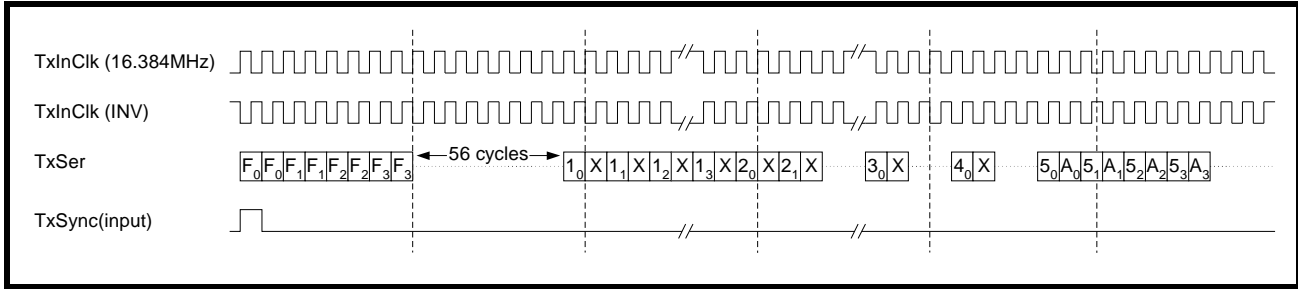 TxInClk (16.384MHz)
TxInClk (INV)
TxSer F₀ F₀ F₁ F₁ F₂ F₂ F₃ F₃ 56 cycles 1₀ X 1₁ X 1₂ X 1₃ X 2₀ X 2₁ X 3₀ X 4₀ X 5₀ A₀ 5₁ A₁ 5₂ A₂ 5₃ A₃
TxSync(input)